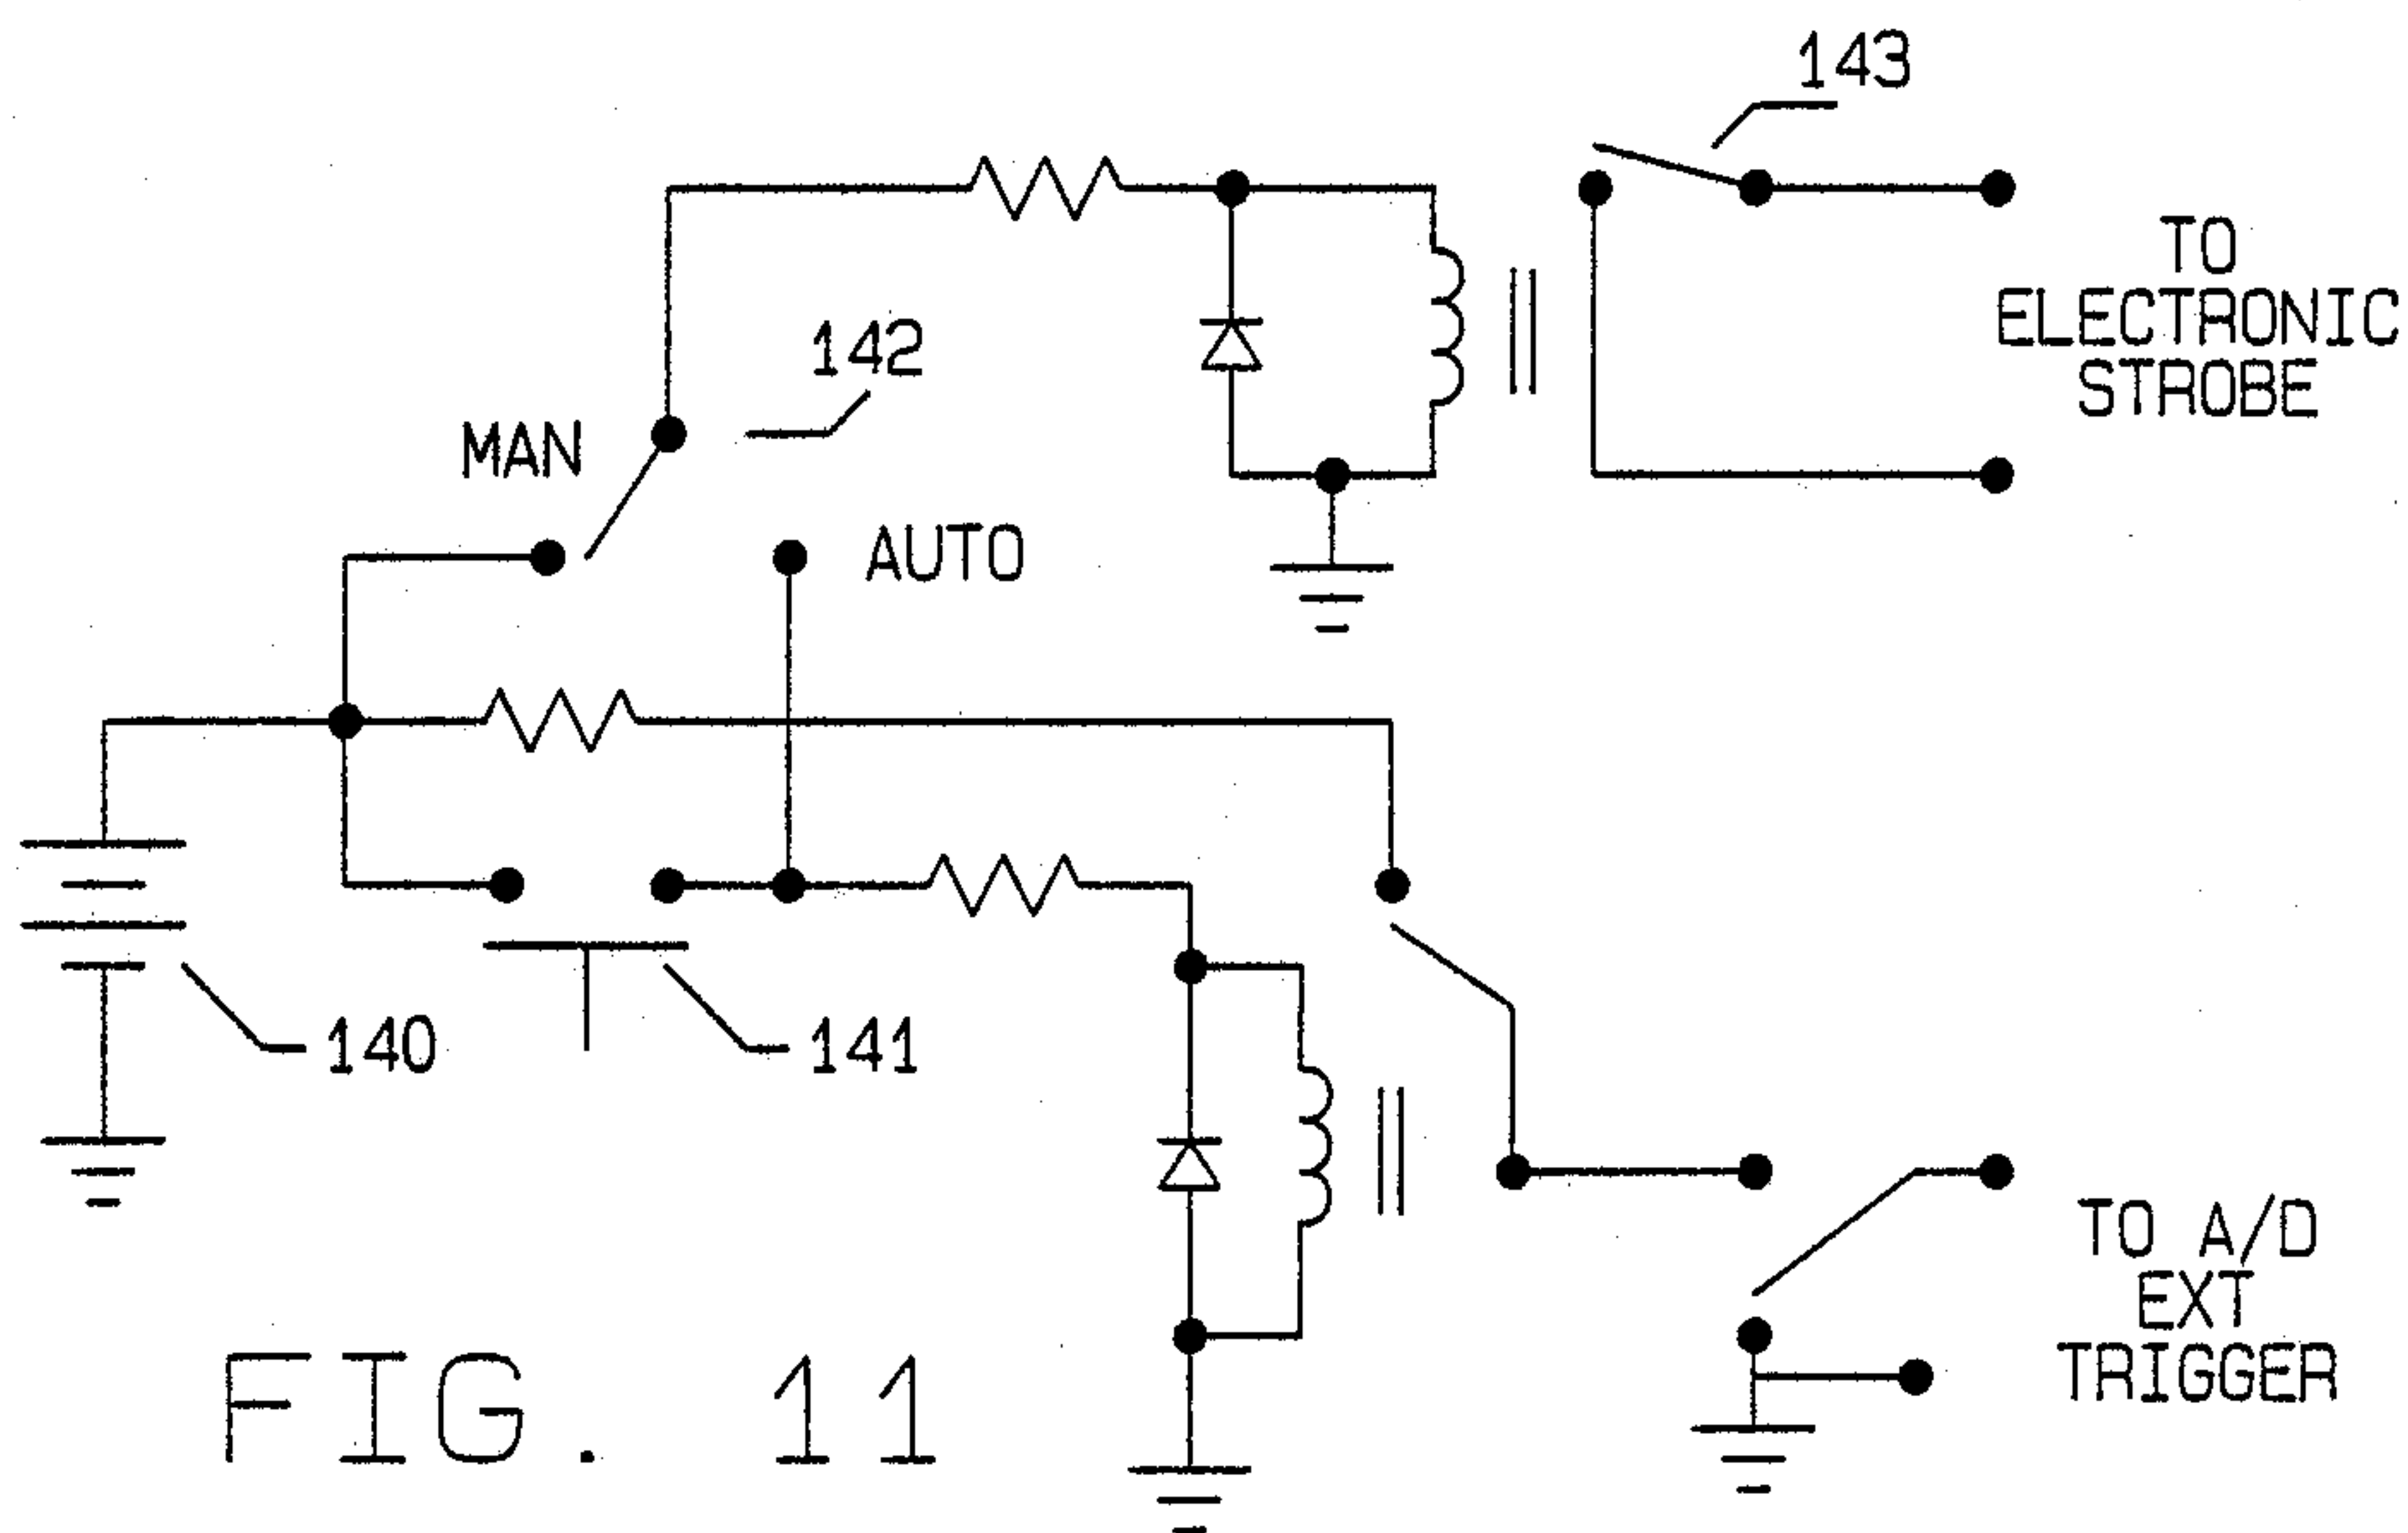 143
TO
ELECTRONIC
STROBE
142
MAN
AUTO
140
141
TO A/D
EXT
TRIGGER
FIG. 11